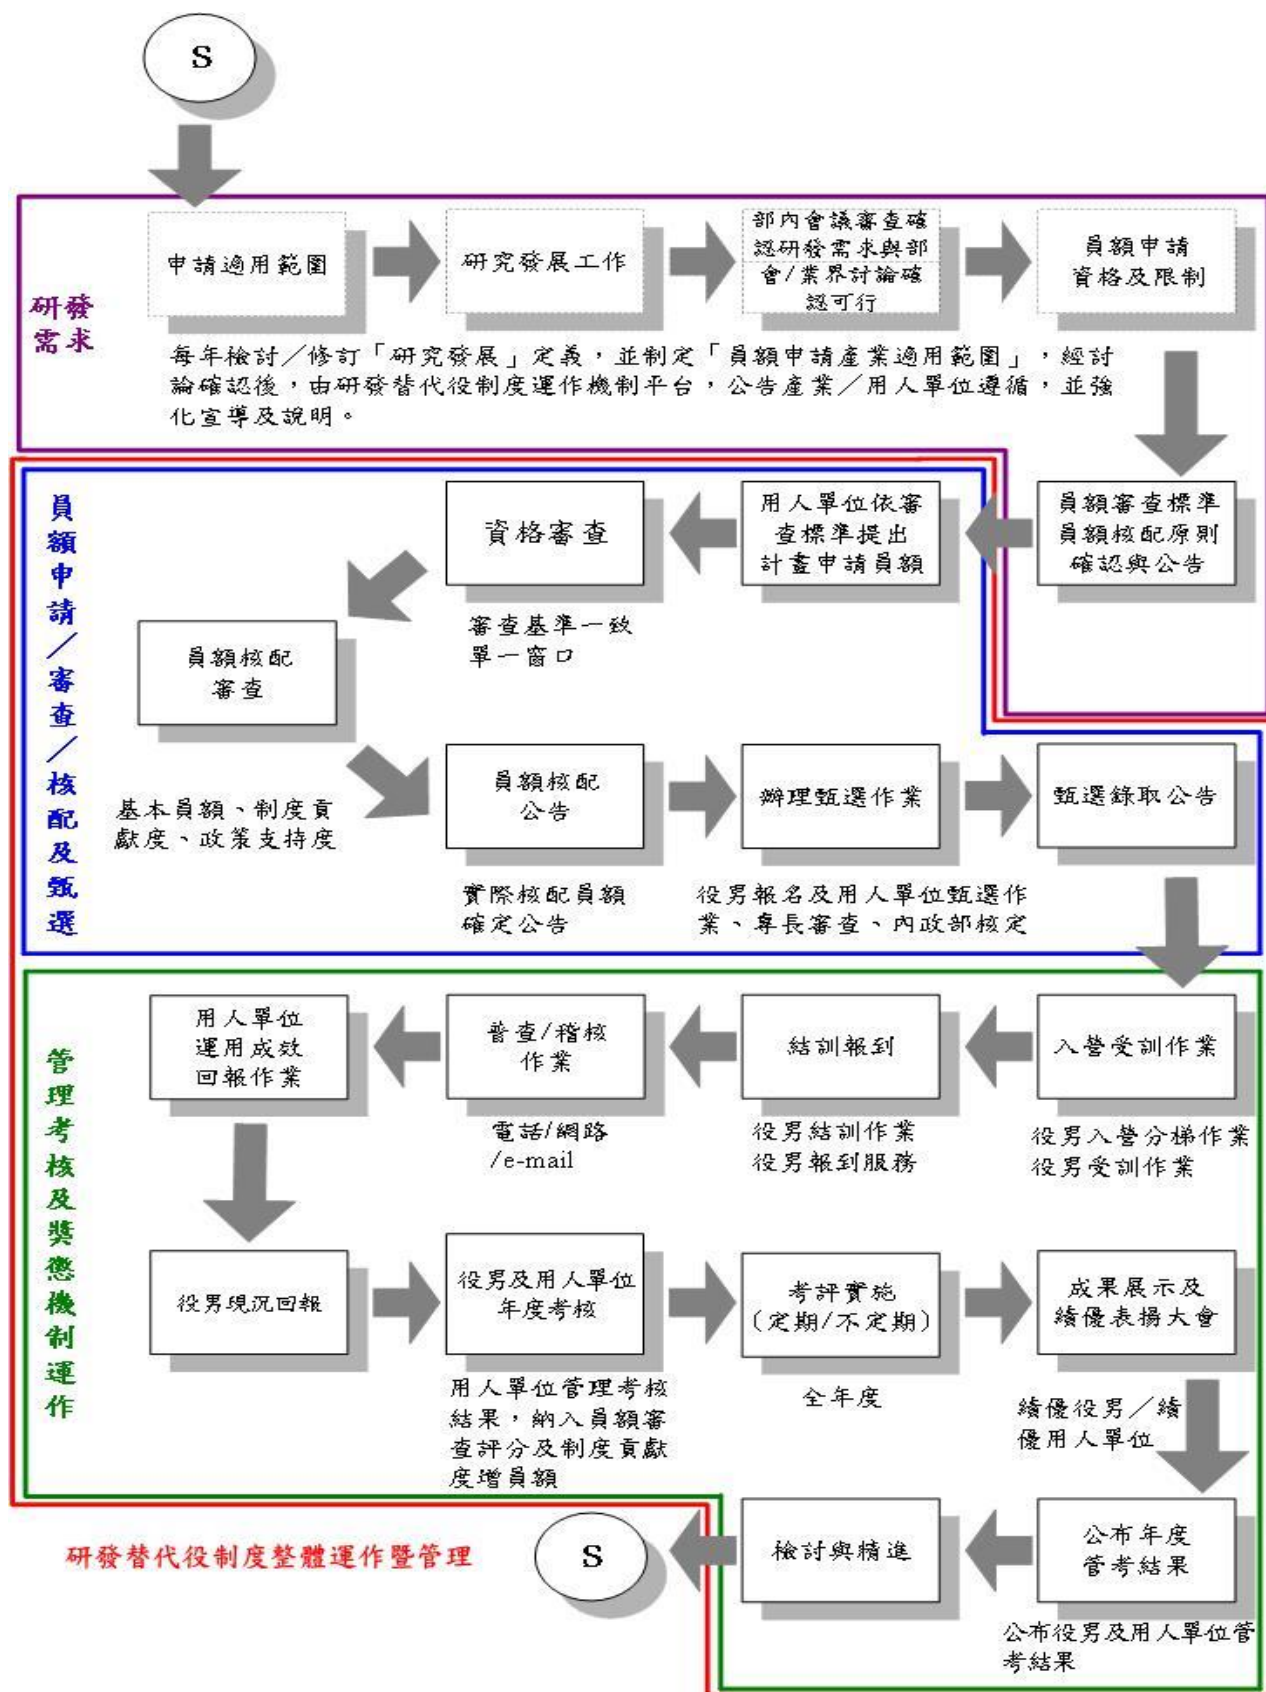 S
研發
需求
申請適用範圍
研究發展工作
部內會議審查確
認研發需求與部
會/業界討論確
認可行
員額申請
資格及限制
每年檢討／修訂「研究發展」定義，並制定「員額申請產業適用範圍」，經討
論確認後，由研發替代役制度運作機制平台，公告產業／用人單位遵循，並強
化宣導及說明。
員額審查標準
員額核配原則
確認與公告
員額申請／審查／核配及甄選
用人單位依審
查標準提出
計畫申請員額
資格審查
審查基準一致
單一窗口
員額核配
審查
基本員額、制度貢
獻度、政策支持度
員額核配
公告
實際核配員額
確定公告
辦理甄選作業
役男報名及用人單位甄選作
業、專長審查、內政部核定
甄選錄取公告
管理考核及獎懲機制運作
入營受訓作業
役男入營分梯作業
役男受訓作業
結訓報到
役男結訓作業
役男報到服務
普查/稽核
作業
電話/網路
/e-mail
用人單位
運用成效
回報作業
役男現況回報
役男及用人單位
年度考核
用人單位管理考核
結果，納入員額審
查評分及制度貢獻
度增員額
考評實施
(定期/不定期)
全年度
成果展示及
績優表揚大會
績優役男／績
優用人單位
公布年度
管考結果
公布役男及用人單位管
考結果
檢討與精進
S
研發替代役制度整體運作暨管理